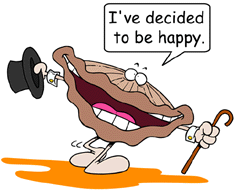 I've decided
to be happy.